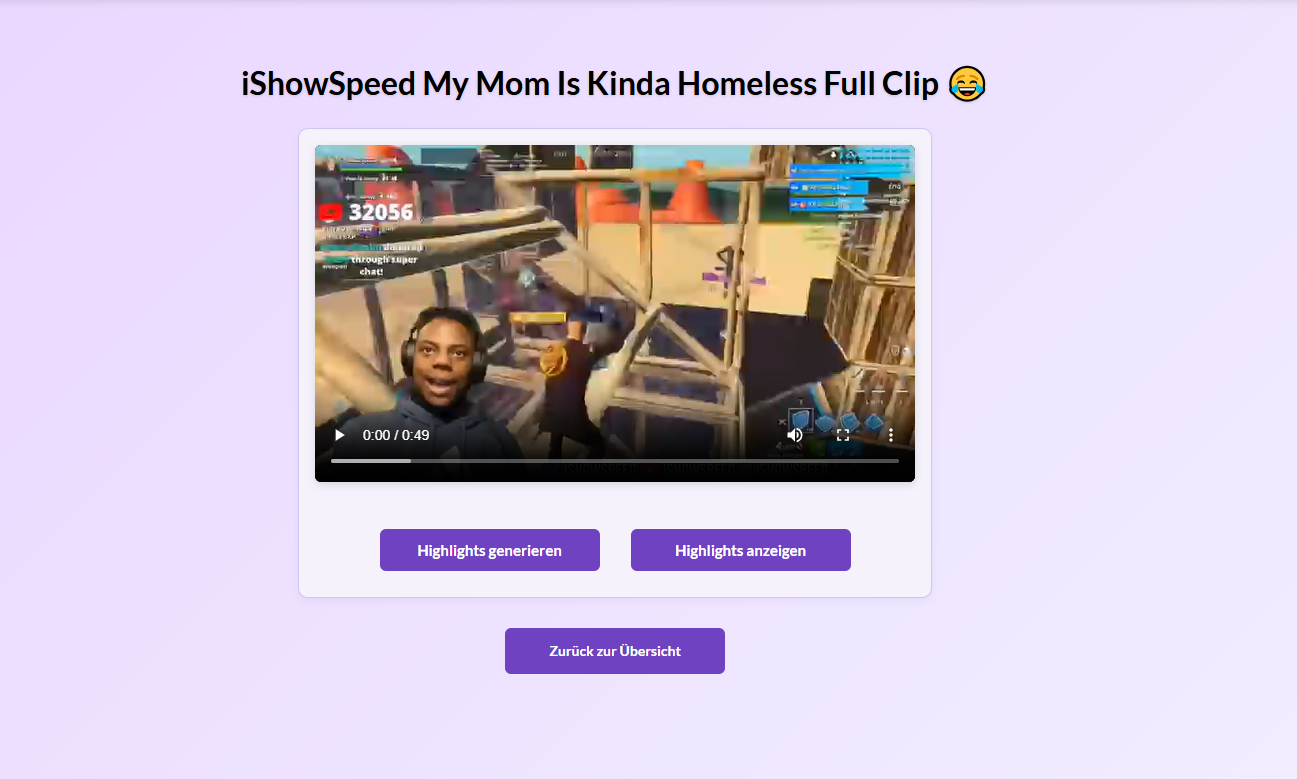 iShowSpeed My Mom Is Kinda Homeless Full Clip 😂
32056
through super
chat!
0:00 / 0:49
Highlights generieren
Highlights anzeigen
Zurück zur Übersicht